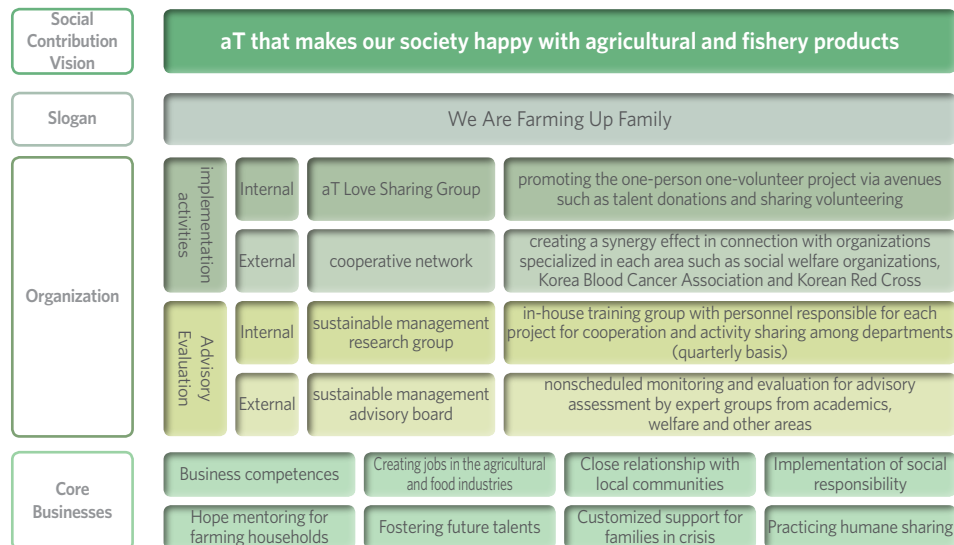 Social
Contribution
Vision
aT that makes our society happy with agricultural and fishery products
Slogan
We Are Farming Up Family
Organization
implementation
activities
Internal
aT Love Sharing Group
promoting the one-person one-volunteer project via avenues
such as talent donations and sharing volunteering
External
cooperative network
creating a synergy effect in connection with organizations
specialized in each area such as social welfare organizations,
Korea Blood Cancer Association and Korean Red Cross
Advisory
Evaluation
Internal
sustainable management
research group
in-house training group with personnel responsible for each
project for cooperation and activity sharing among departments
(quarterly basis)
External
sustainable management
advisory board
nonscheduled monitoring and evaluation for advisory
assessment by expert groups from academics,
welfare and other areas
Core
Businesses
Business competences
Creating jobs in the agricultural
and food industries
Close relationship with
local communities
Implementation of social
responsibility
Hope mentoring for
farming households
Fostering future talents
Customized support for
families in crisis
Practicing humane sharing